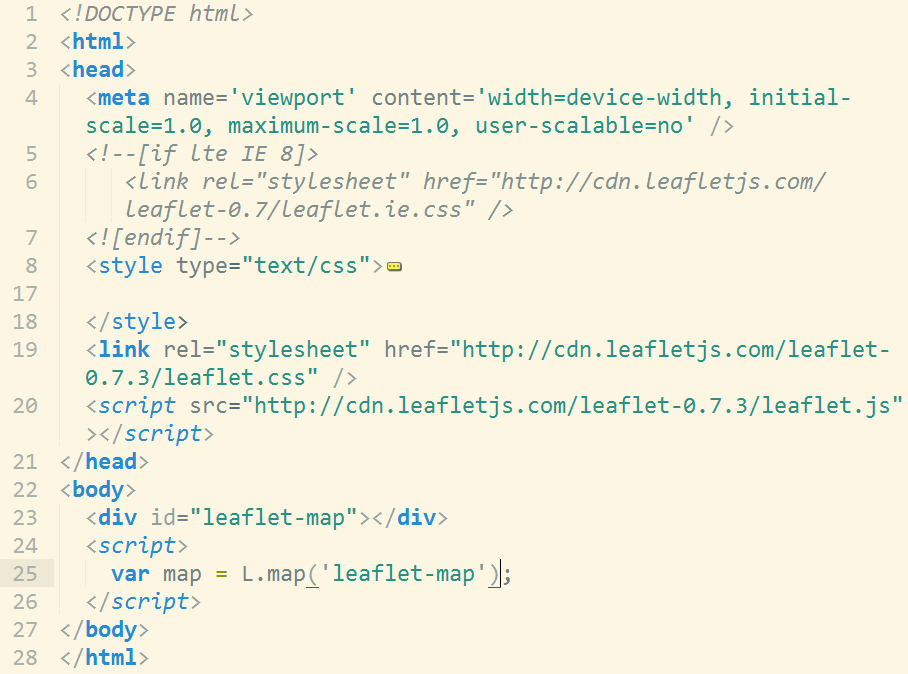 1 <!DOCTYPE html>
2 <html>
3 <head>
4 <meta name='viewport' content='width=device-width, initial-
scale=1.0, maximum-scale=1.0, user-scalable=no' />
5 <!--[if lte IE 8]>
6 <link rel="stylesheet" href="http://cdn.leafletjs.com/
leaflet-0.7/leaflet.ie.css" />
7 <![endif]-->
8 <style type="text/css">
17
18 </style>
19 <link rel="stylesheet" href="http://cdn.leafletjs.com/leaflet-
0.7.3/leaflet.css" />
20 <script src="http://cdn.leafletjs.com/leaflet-0.7.3/leaflet.js"
></script>
21 </head>
22 <body>
23 <div id="leaflet-map"></div>
24 <script>
25 var map = L.map('leaflet-map');
26 </script>
27 </body>
28 </html>